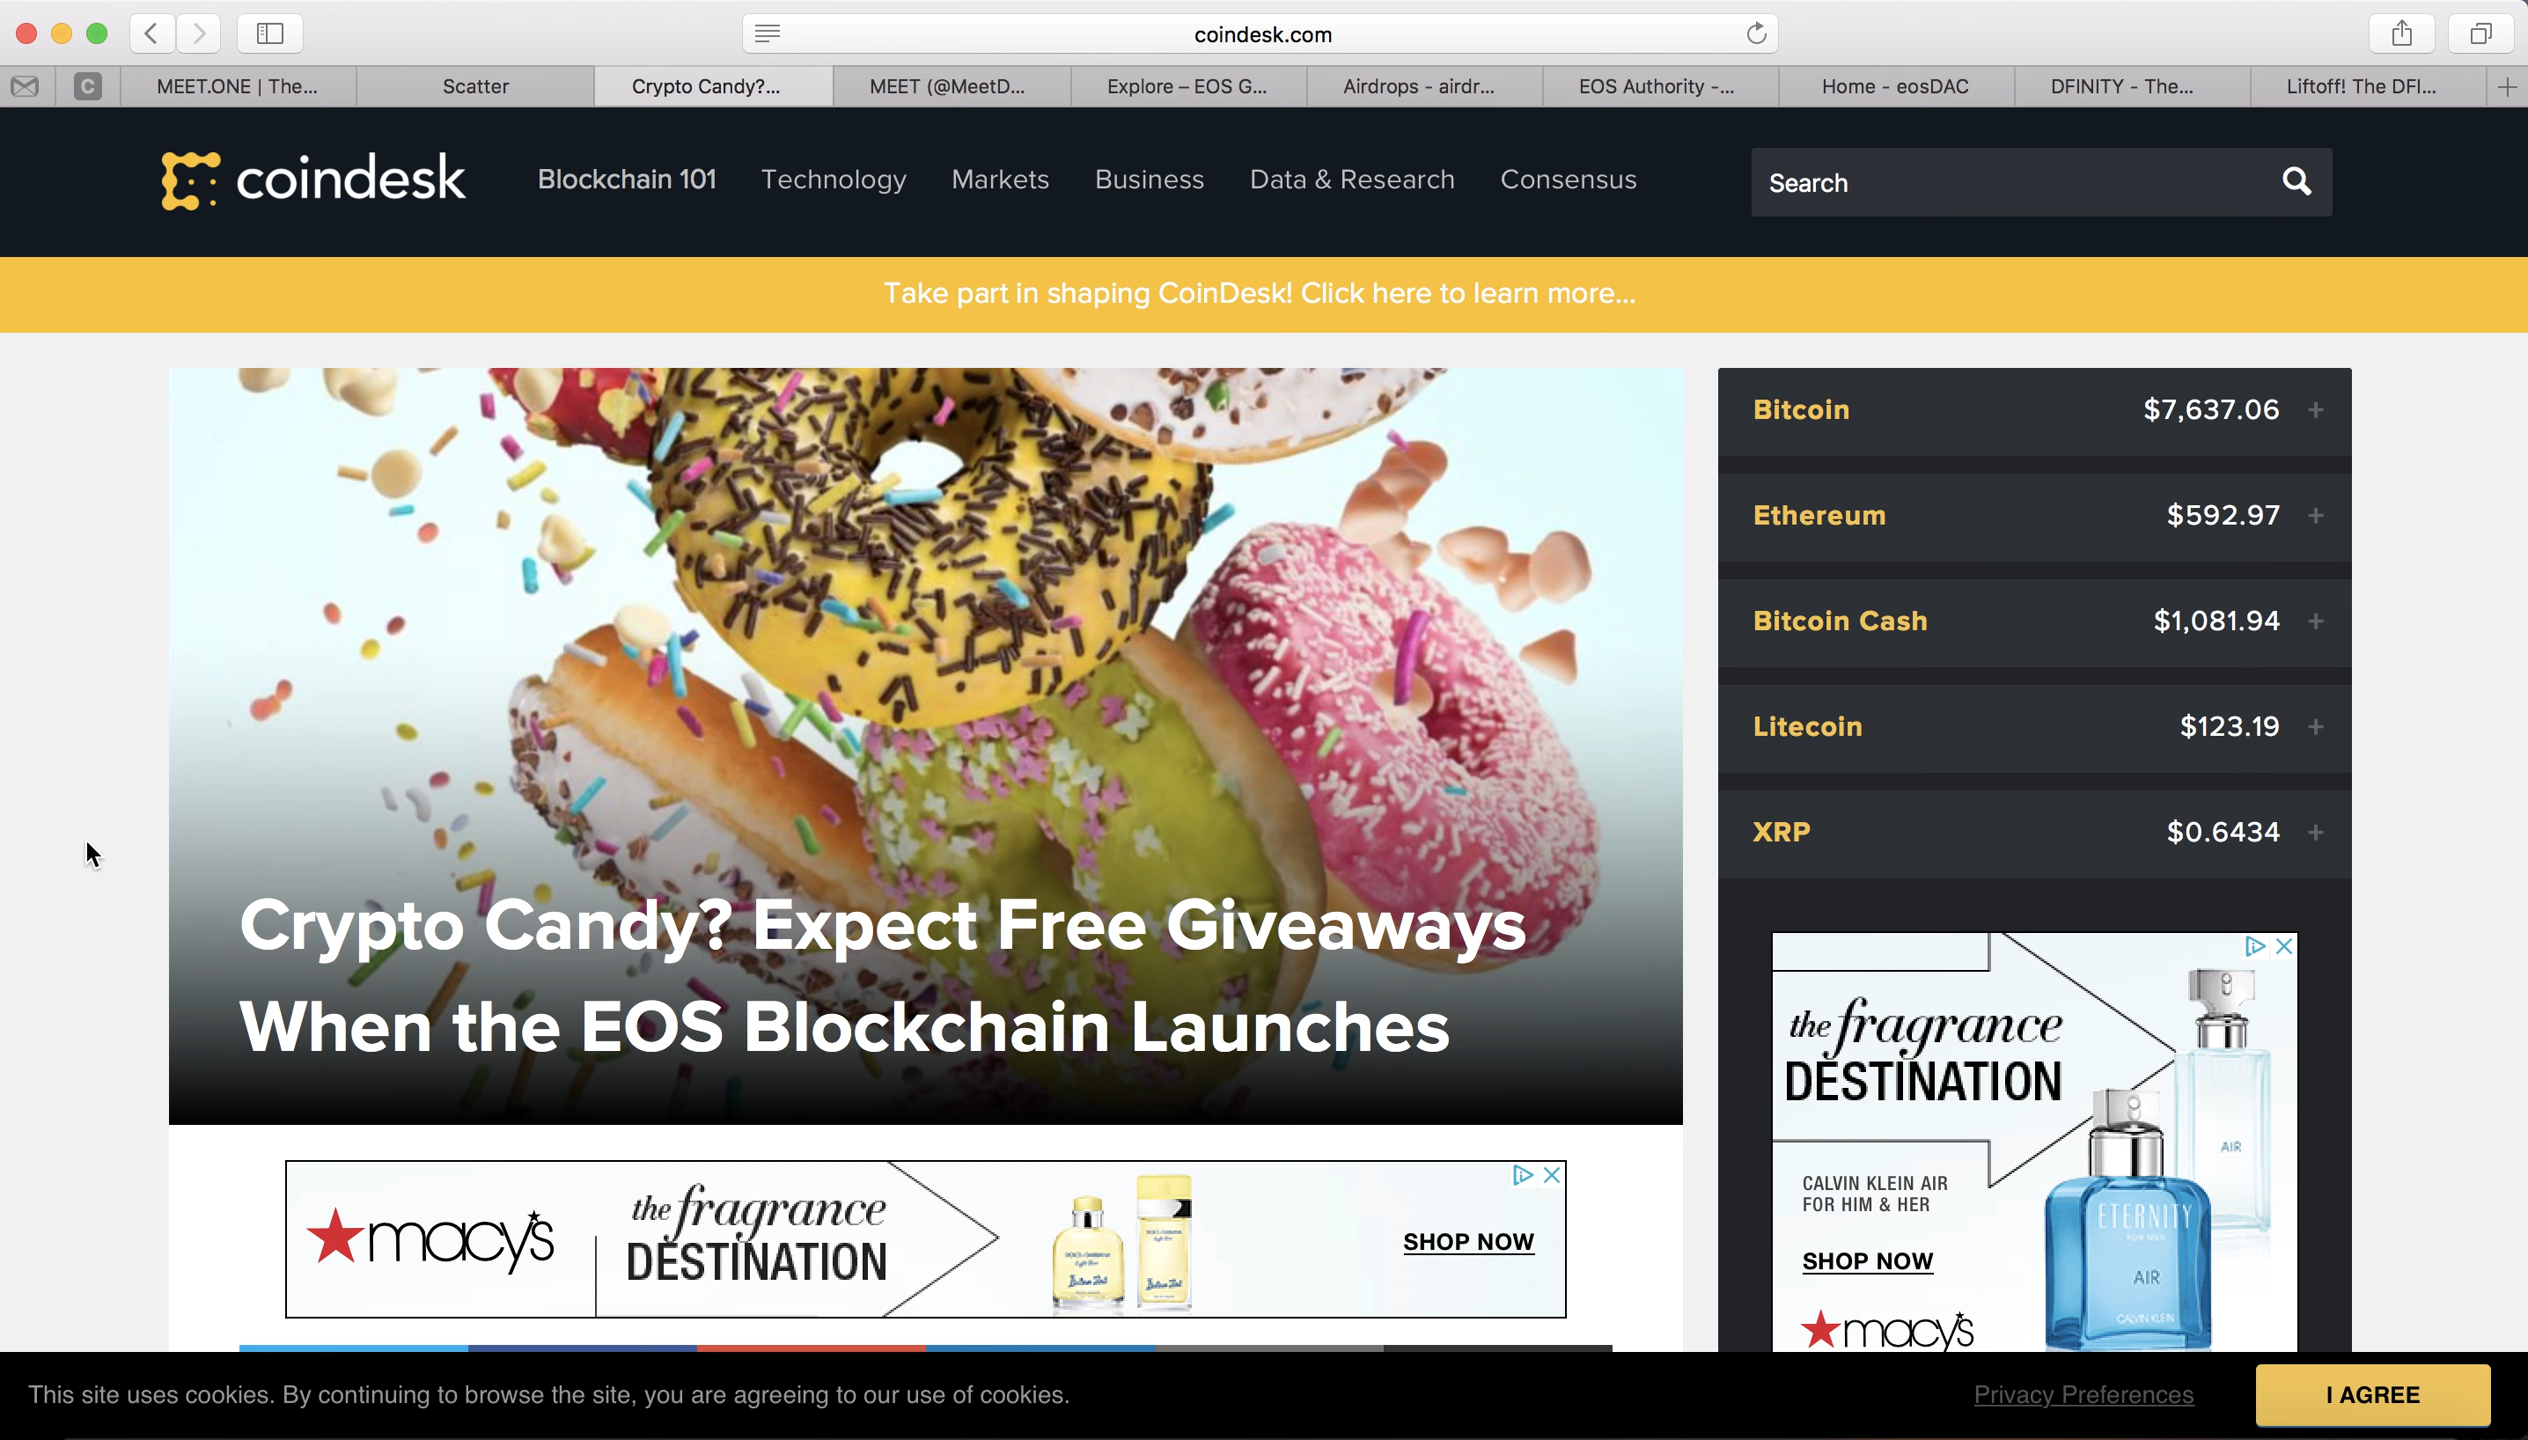 coindesk.com
C
MEET.ONE | The...
Scatter
Crypto Candy?...
MEET (@MeetD...
Explore – EOS G...
Airdrops - airdr...
EOS Authority -...
Home - eosDAC
DFINITY - The...
Liftoff! The DFI...
coindesk
Blockchain 101
Technology
Markets
Business
Data & Research
Consensus
Search
Take part in shaping CoinDesk! Click here to learn more...
Bitcoin $7,637.06 +
Ethereum $592.97 +
Bitcoin Cash $1,081.94 +
Litecoin $123.19 +
XRP $0.6434 +
Crypto Candy? Expect Free Giveaways
When the EOS Blockchain Launches
the fragrance
DESTINATION
CALVIN KLEIN AIR
FOR HIM & HER
SHOP NOW
macy's
AIR
ETERNITY
FOR MEN
AIR
CALVIN KLEIN
macy's
the fragrance
DESTINATION
SHOP NOW
This site uses cookies. By continuing to browse the site, you are agreeing to our use of cookies.
Privacy Preferences
I AGREE